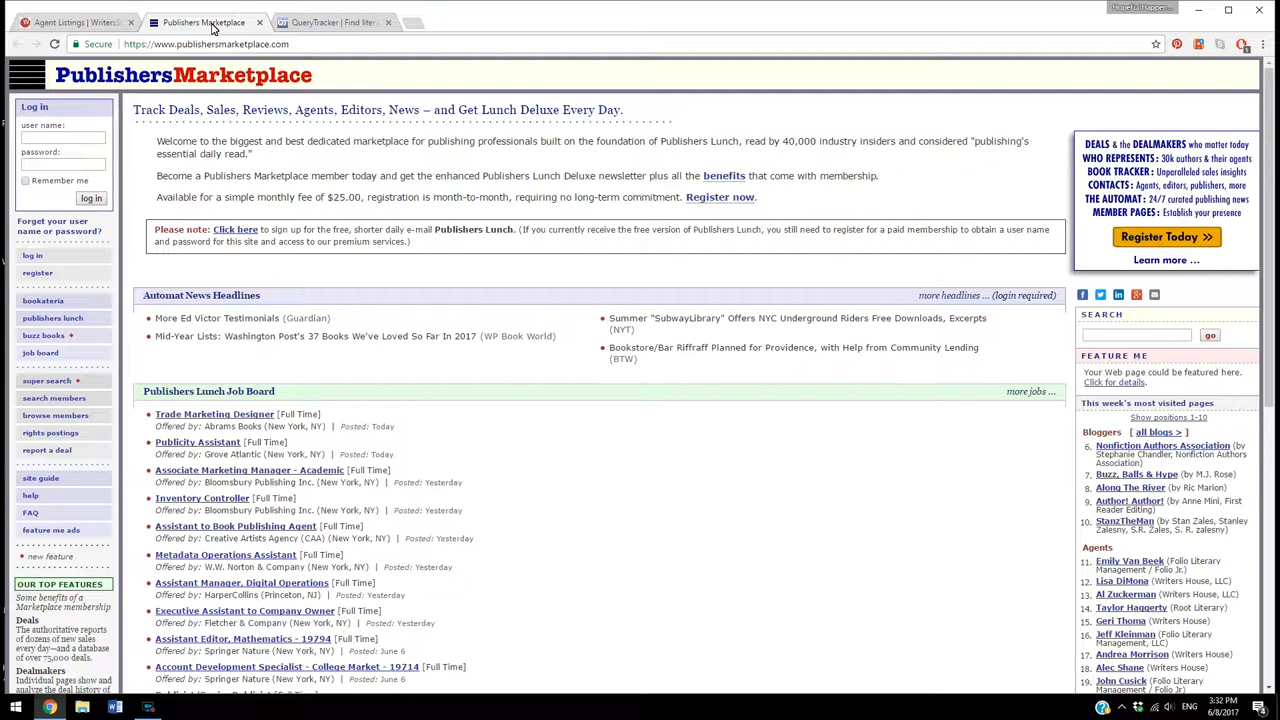 Agent Listings | WritersS
Publishers Marketplace
QueryTracker | Find liter
Secure
https://www.publishersmarketplace.com
PublishersMarketplace
Log in
user name:
password:
Remember me
log in
Forget your user
name or password?
log in
register
bookateria
publishers lunch
buzz books
job board
super search
search members
browse members
rights postings
report a deal
site guide
help
FAQ
feature me ads
new feature
OUR TOP FEATURES
Some benefits of a
Marketplace membership
Deals
The authoritative reports
of dozens of new sales
every day—and a database
of over 75,000 deals.
Dealmakers
Individual pages show and
analyze the deal history of
Track Deals, Sales, Reviews, Agents, Editors, News – and Get Lunch Deluxe Every Day.
Welcome to the biggest and best dedicated marketplace for publishing professionals built on the foundation of Publishers Lunch, read by 40,000 industry insiders and considered "publishing's
essential daily read."
Become a Publishers Marketplace member today and get the enhanced Publishers Lunch Deluxe newsletter plus all the benefits that come with membership.
Available for a simple monthly fee of $25.00, registration is month-to-month, requiring no long-term commitment. Register now.
Please note: Click here to sign up for the free, shorter daily e-mail Publishers Lunch. (If you currently receive the free version of Publishers Lunch, you still need to register for a paid membership to obtain a user name
and password for this site and access to our premium services.)
Automat News Headlines
more headlines ... (login required)
More Ed Victor Testimonials (Guardian)
Mid-Year Lists: Washington Post's 37 Books We've Loved So Far In 2017 (WP Book World)
Summer "SubwayLibrary" Offers NYC Underground Riders Free Downloads, Excerpts
(NYT)
Bookstore/Bar Riffraff Planned for Providence, with Help from Community Lending
(BTW)
Publishers Lunch Job Board
more jobs ...
Trade Marketing Designer [Full Time]
Offered by: Abrams Books (New York, NY) | Posted: Today
Publicity Assistant [Full Time]
Offered by: Grove Atlantic (New York, NY) | Posted: Today
Associate Marketing Manager - Academic [Full Time]
Offered by: Bloomsbury Publishing Inc. (New York, NY) | Posted: Yesterday
Inventory Controller [Full Time]
Offered by: Bloomsbury Publishing Inc. (New York, NY) | Posted: Yesterday
Assistant to Book Publishing Agent [Full Time]
Offered by: Creative Artists Agency (CAA) (New York, NY) | Posted: Yesterday
Metadata Operations Assistant [Full Time]
Offered by: W.W. Norton & Company (New York, NY) | Posted: Yesterday
Assistant Manager, Digital Operations [Full Time]
Offered by: HarperCollins (Princeton, NJ) | Posted: Yesterday
Executive Assistant to Company Owner [Full Time]
Offered by: Fletcher & Company (New York, NY) | Posted: Yesterday
Assistant Editor, Mathematics - 19794 [Full Time]
Offered by: Springer Nature (New York, NY) | Posted: June 6
Account Development Specialist - College Market - 19714 [Full Time]
Offered by: Springer Nature (New York, NY) | Posted: June 6
DEALS & the DEALMAKERS who matter today
WHO REPRESENTS: 30k authors & their agents
BOOK TRACKER: Unparalleled sales insights
CONTACTS: Agents, editors, publishers, more
THE AUTOMAT: 24/7 curated publishing news
MEMBER PAGES: Establish your presence
Register Today >>
Learn more ...
SEARCH
go
FEATURE ME
Your Web page could be featured here.
Click for details.
This week's most visited pages
Show positions 1-10
Bloggers [ all blogs > ]
6. Nonfiction Authors Association (by
Stephanie Chandler, Nonfiction Authors
Association)
7. Buzz, Balls & Hype (by M.J. Rose)
8. Along The River (by Ric Marion)
9. Author! Author! (by Anne Mini, First
Reader Editing)
10. StanzTheMan (by Stan Zales, Stanley
Zalesny, S.R. zalesny)
Agents
11. Emily Van Beek (Folio Literary
Management / Folio Jr.)
12. Lisa DiMona (Writers House, LLC)
13. Al Zuckerman (Writers House, LLC)
14. Taylor Haggerty (Root Literary)
15. Geri Thoma (Writers House, LLC)
16. Jeff Kleinman (Folio Literary
Management, LLC)
17. Andrea Morrison (Writers House, LLC)
18. Alec Shane (Writers House, LLC)
19. John Cusick (Folio Literary
ENG
3:32 PM
6/8/2017